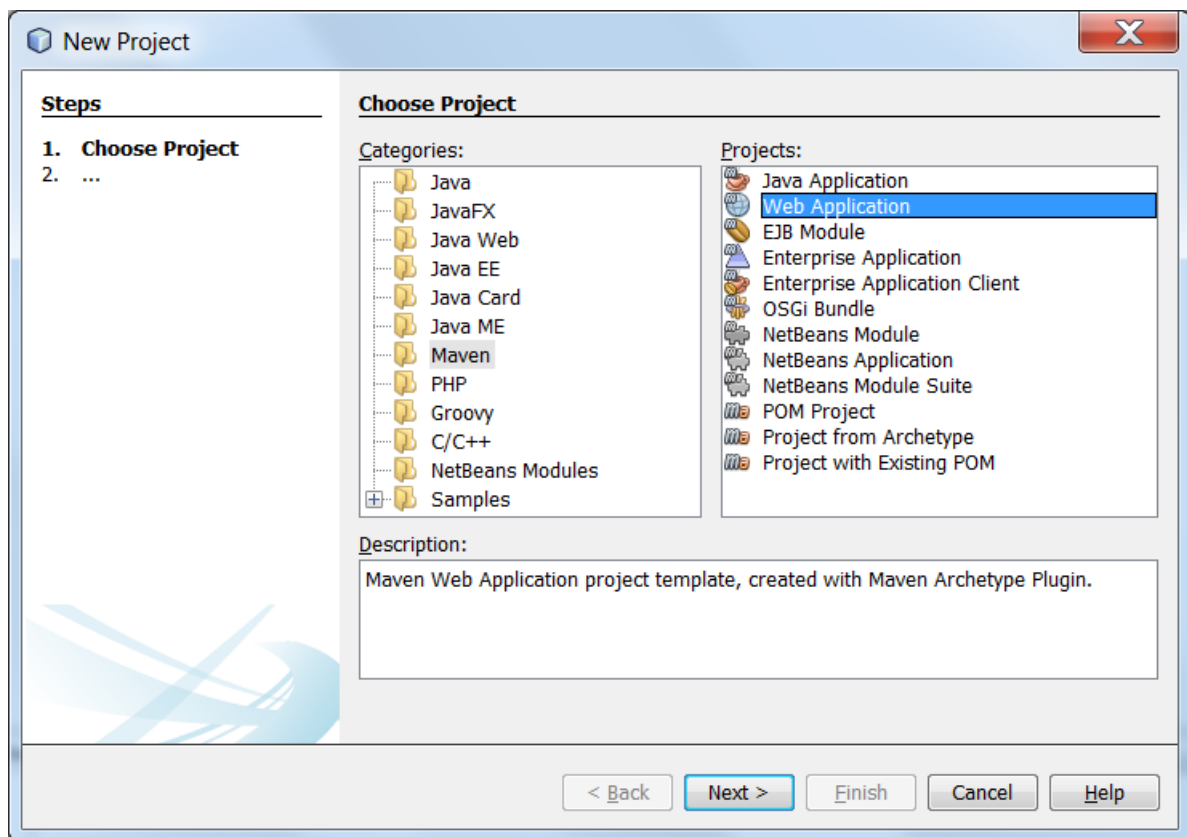 New Project
Steps
1. Choose Project
2. ...
Choose Project
Categories:
Java
JavaFX
Java Web
Java EE
Java Card
Java ME
Maven
PHP
Groovy
C/C++
NetBeans Modules
Samples
Projects:
Java Application
Web Application
EJB Module
Enterprise Application
Enterprise Application Client
OSGi Bundle
NetBeans Module
NetBeans Application
NetBeans Module Suite
POM Project
Project from Archetype
Project with Existing POM
Description:
Maven Web Application project template, created with Maven Archetype Plugin.
< Back
Next >
Finish
Cancel
Help